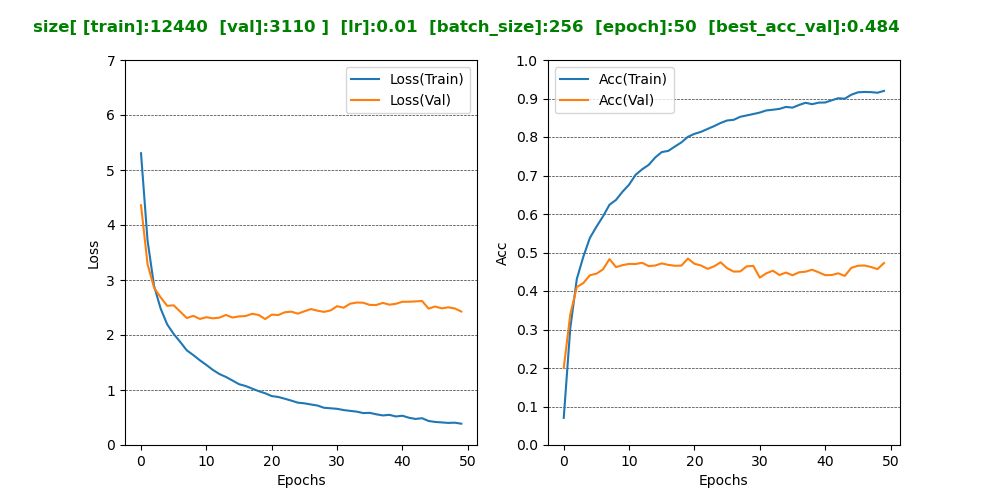 size[ [train]:12440  [val]:3110 ]  [lr]:0.01  [batch_size]:256  [epoch]:50  [best_acc_val]:0.484
7
6
5
4
3
2
1
0
Loss
Loss(Train)
Loss(Val)
0 10 20 30 40 50
Epochs
1.0
0.9
0.8
0.7
0.6
0.5
0.4
0.3
0.2
0.1
0.0
Acc
Acc(Train)
Acc(Val)
0 10 20 30 40 50
Epochs